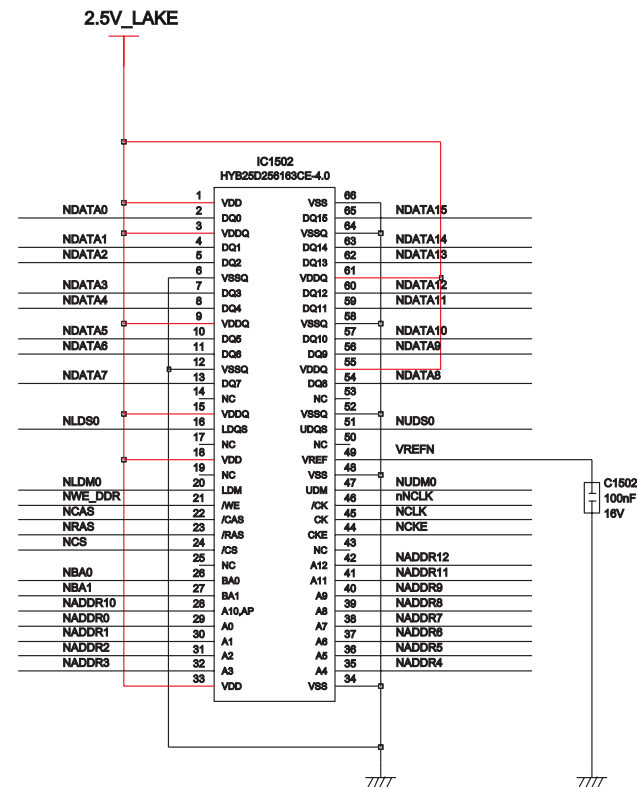 2.5V_LAKE
IC1502
HYB25D256163CE-4.0
1 VDD VSS 66
NDATA0 2 DQ0 DQ15 65 NDATA15
3 VDDQ VSSQ 64
NDATA1 4 DQ1 DQ14 63 NDATA14
NDATA2 5 DQ2 DQ13 62 NDATA13
6 VSSQ VDDQ 61
NDATA3 7 DQ3 DQ12 60 NDATA12
NDATA4 8 DQ4 DQ11 59 NDATA11
9 VDDQ VSSQ 58
NDATA5 10 DQ5 DQ10 57 NDATA10
NDATA6 11 DQ6 DQ9 56 NDATA9
12 VSSQ VDDQ 55
NDATA7 13 DQ7 DQ8 54 NDATA8
14 NC NC 53
15 VDDQ VSSQ 52
NLDS0 16 LDQS UDQS 51 NUDS0
17 NC NC 50
18 VDD VREF 49 VREFN
19 NC VSS 48
NLDM0 20 LDM UDM 47 NUDM0
NWE_DDR 21 /WE /CK 46 nNCLK
NCAS 22 /CAS CK 45 NCLK
NRAS 23 /RAS CKE 44 NCKE
NCS 24 /CS NC 43
25 NC A12 42 NADDR12
NBA0 26 BA0 A11 41 NADDR11
NBA1 27 BA1 A9 40 NADDR9
NADDR10 28 A10,AP A8 39 NADDR8
NADDR0 29 A0 A7 38 NADDR7
NADDR1 30 A1 A6 37 NADDR6
NADDR2 31 A2 A5 36 NADDR5
NADDR3 32 A3 A4 35 NADDR4
33 VDD VSS 34
C1502
100nF
16V